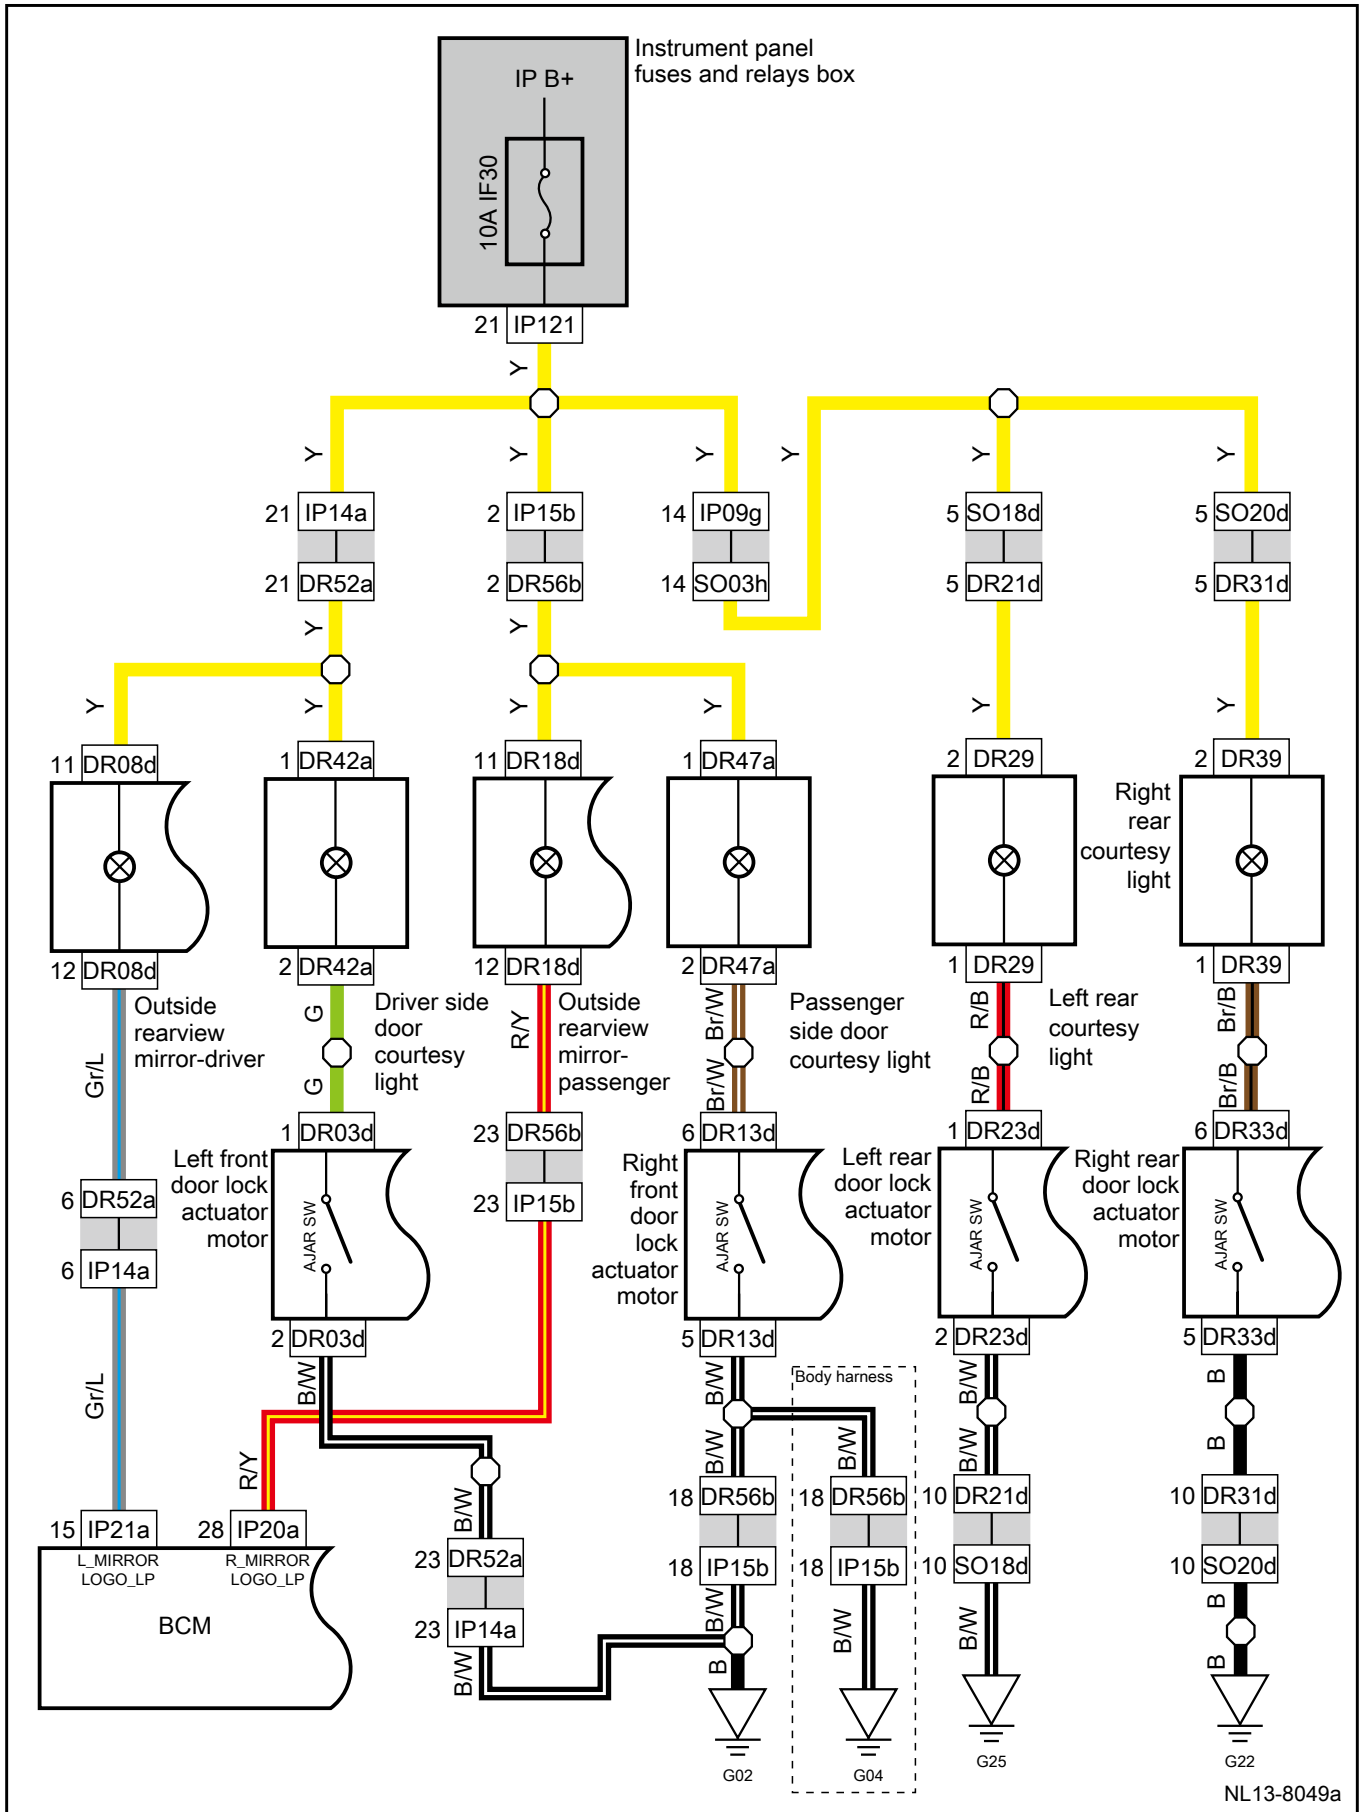 Instrument panel
fuses and relays box
IP B+
10A IF30
21 IP121
Y
Y Y Y Y Y
21 IP14a
2 IP15b
14 IP09g
5 SO18d
5 SO20d
21 DR52a
2 DR56b
14 SO03h
5 DR21d
5 DR31d
Y Y
Y Y Y Y Y Y
11 DR08d
1 DR42a
11 DR18d
1 DR47a
2 DR29
2 DR39
Right
rear
courtesy
light
12 DR08d
2 DR42a
12 DR18d
2 DR47a
1 DR29
1 DR39
Outside
rearview
mirror-driver
Driver side
door
courtesy
light
Outside
rearview
mirror-
passenger
Passenger
side door
courtesy light
Left rear
courtesy
light
Gr/L
G
G
R/Y
Br/W
Br/W
R/B
R/B
Br/B
Br/B
1 DR03d
23 DR56b
6 DR13d
1 DR23d
6 DR33d
Left front
door lock
actuator
motor
Right
front
door
lock
actuator
motor
Left rear
door lock
actuator
motor
Right rear
door lock
actuator
motor
AJAR SW
AJAR SW
AJAR SW
AJAR SW
6 DR52a
23 IP15b
6 IP14a
2 DR03d
5 DR13d
2 DR23d
5 DR33d
Gr/L
B/W
B/W
Body harness
B/W
B
R/Y
B/W
B/W
B/W
B/W
B
18 DR56b
18 DR56b
10 DR21d
10 DR31d
15 IP21a
28 IP20a
23 DR52a
18 IP15b
18 IP15b
10 SO18d
10 SO20d
L_MIRROR
LOGO_LP
R_MIRROR
LOGO_LP
BCM
23 IP14a
B/W
B/W
B/W
B/W
B
B
B
G02
G04
G25
G22
NL13-8049a